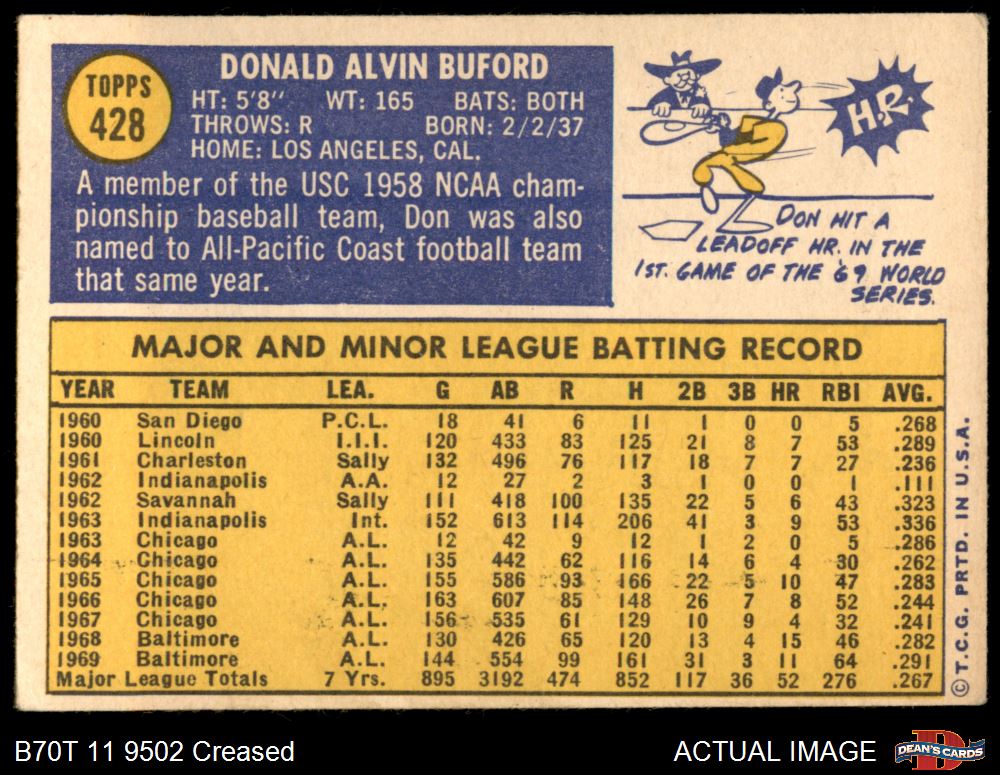 TOPPS
428
DONALD ALVIN BUFORD
HT: 5'8" WT: 165 BATS: BOTH
THROWS: R BORN: 2/2/37
HOME: LOS ANGELES, CAL.
A member of the USC 1958 NCAA cham-
pionship baseball team, Don was also
named to All-Pacific Coast football team
that same year.
H.R.
DON HIT A
LEADOFF HR. IN THE
1ST. GAME OF THE '69 WORLD
SERIES.
MAJOR AND MINOR LEAGUE BATTING RECORD
YEAR TEAM LEA. G AB R H 2B 3B HR RBI AVG.
1960 San Diego P.C.L. 18 41 6 11 1 0 0 5 .268
1960 Lincoln I.I.I. 120 433 83 125 21 8 7 53 .289
1961 Charleston Sally 132 496 76 117 18 7 7 27 .236
1962 Indianapolis A.A. 12 27 2 3 1 0 0 1 .111
1962 Savannah Sally 111 418 100 135 22 5 6 43 .323
1963 Indianapolis Int. 152 613 114 206 41 3 9 53 .336
1963 Chicago A.L. 12 42 9 12 1 2 0 5 .286
1964 Chicago A.L. 135 442 62 116 14 6 4 30 .262
1965 Chicago A.L. 155 586 93 166 22 5 10 47 .283
1966 Chicago A.L. 163 607 85 148 26 7 8 52 .244
1967 Chicago A.L. 156 535 61 129 10 9 4 32 .241
1968 Baltimore A.L. 130 426 65 120 13 4 15 46 .282
1969 Baltimore A.L. 144 554 99 161 31 3 11 64 .291
Major League Totals 7 Yrs. 895 3192 474 852 117 36 52 276 .267
© T.C.G. PRTD. IN U.S.A.
B70T 11 9502 Creased
ACTUAL IMAGE
D
DEAN'S CARDS